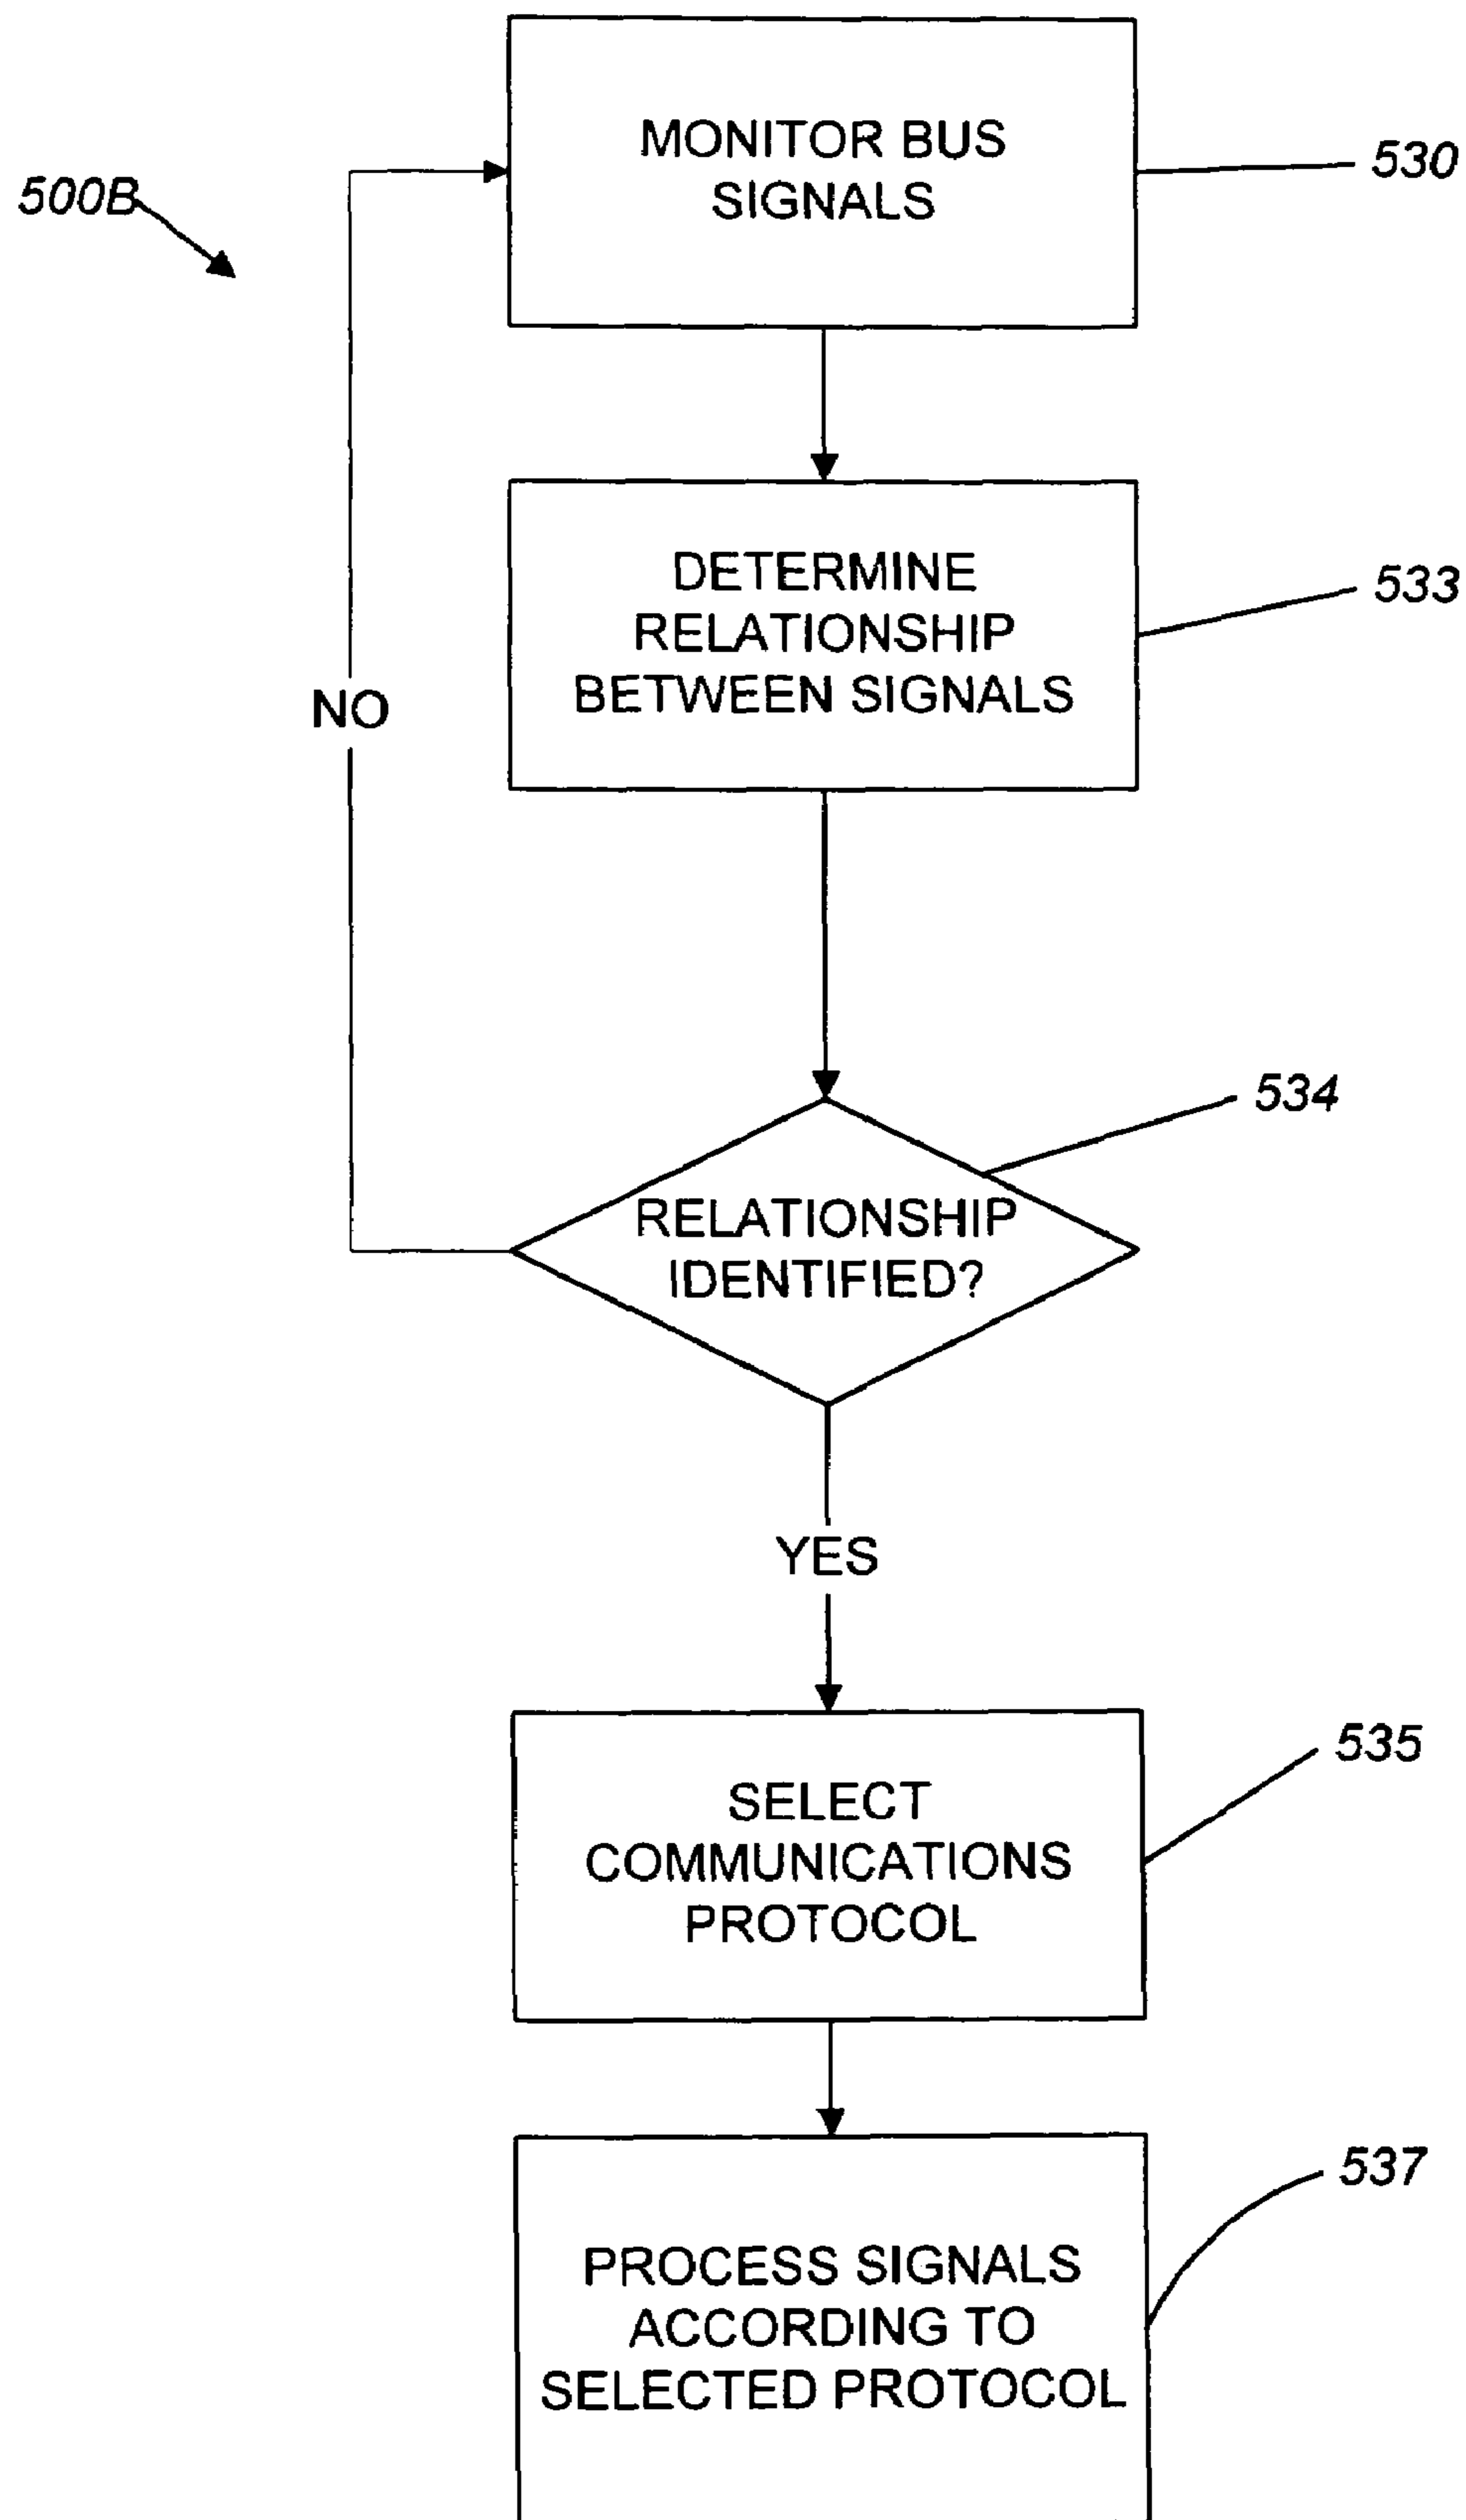 MONITOR BUS
SIGNALS
530
500B
DETERMINE
RELATIONSHIP
BETWEEN SIGNALS
533
NO
534
RELATIONSHIP
IDENTIFIED?
YES
535
SELECT
COMMUNICATIONS
PROTOCOL
537
PROCESS SIGNALS
ACCORDING TO
SELECTED PROTOCOL